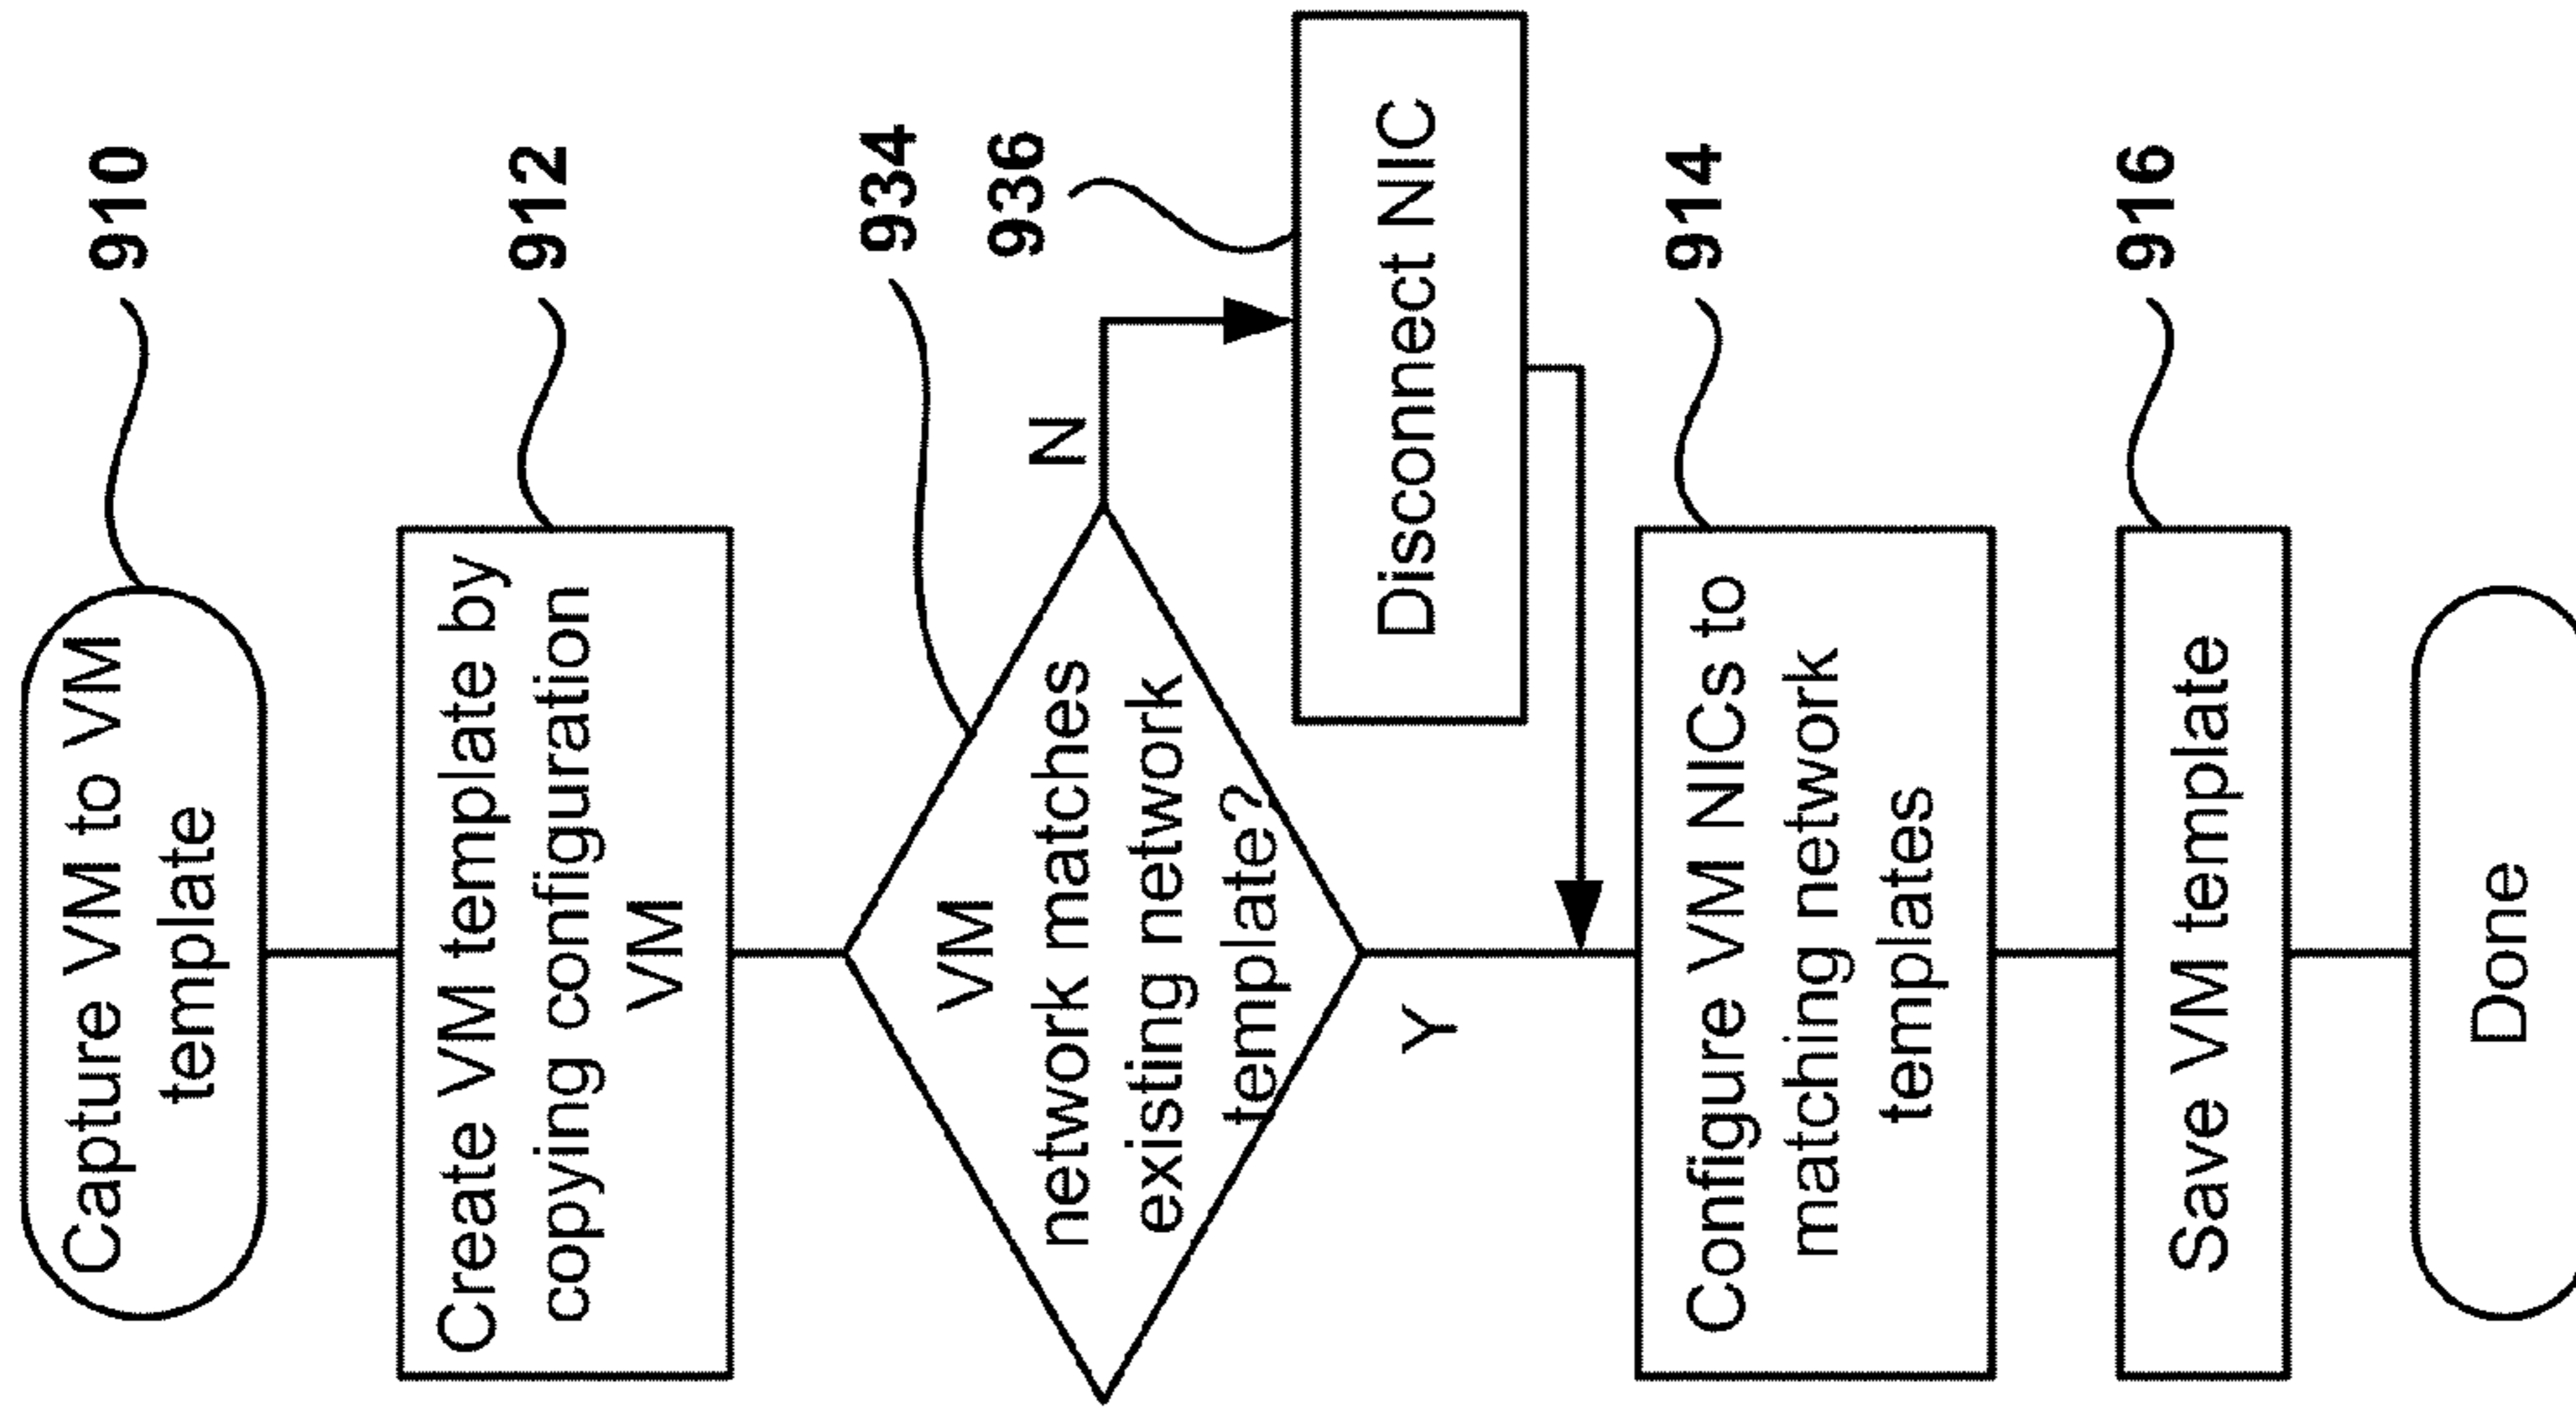 Capture VM to VM
template
910
Create VM template by
copying configuration
VM
912
VM
network matches
existing network
template?
934
N
936
Disconnect NIC
Y
Configure VM NICs to
matching network
templates
914
Save VM template
916
Done